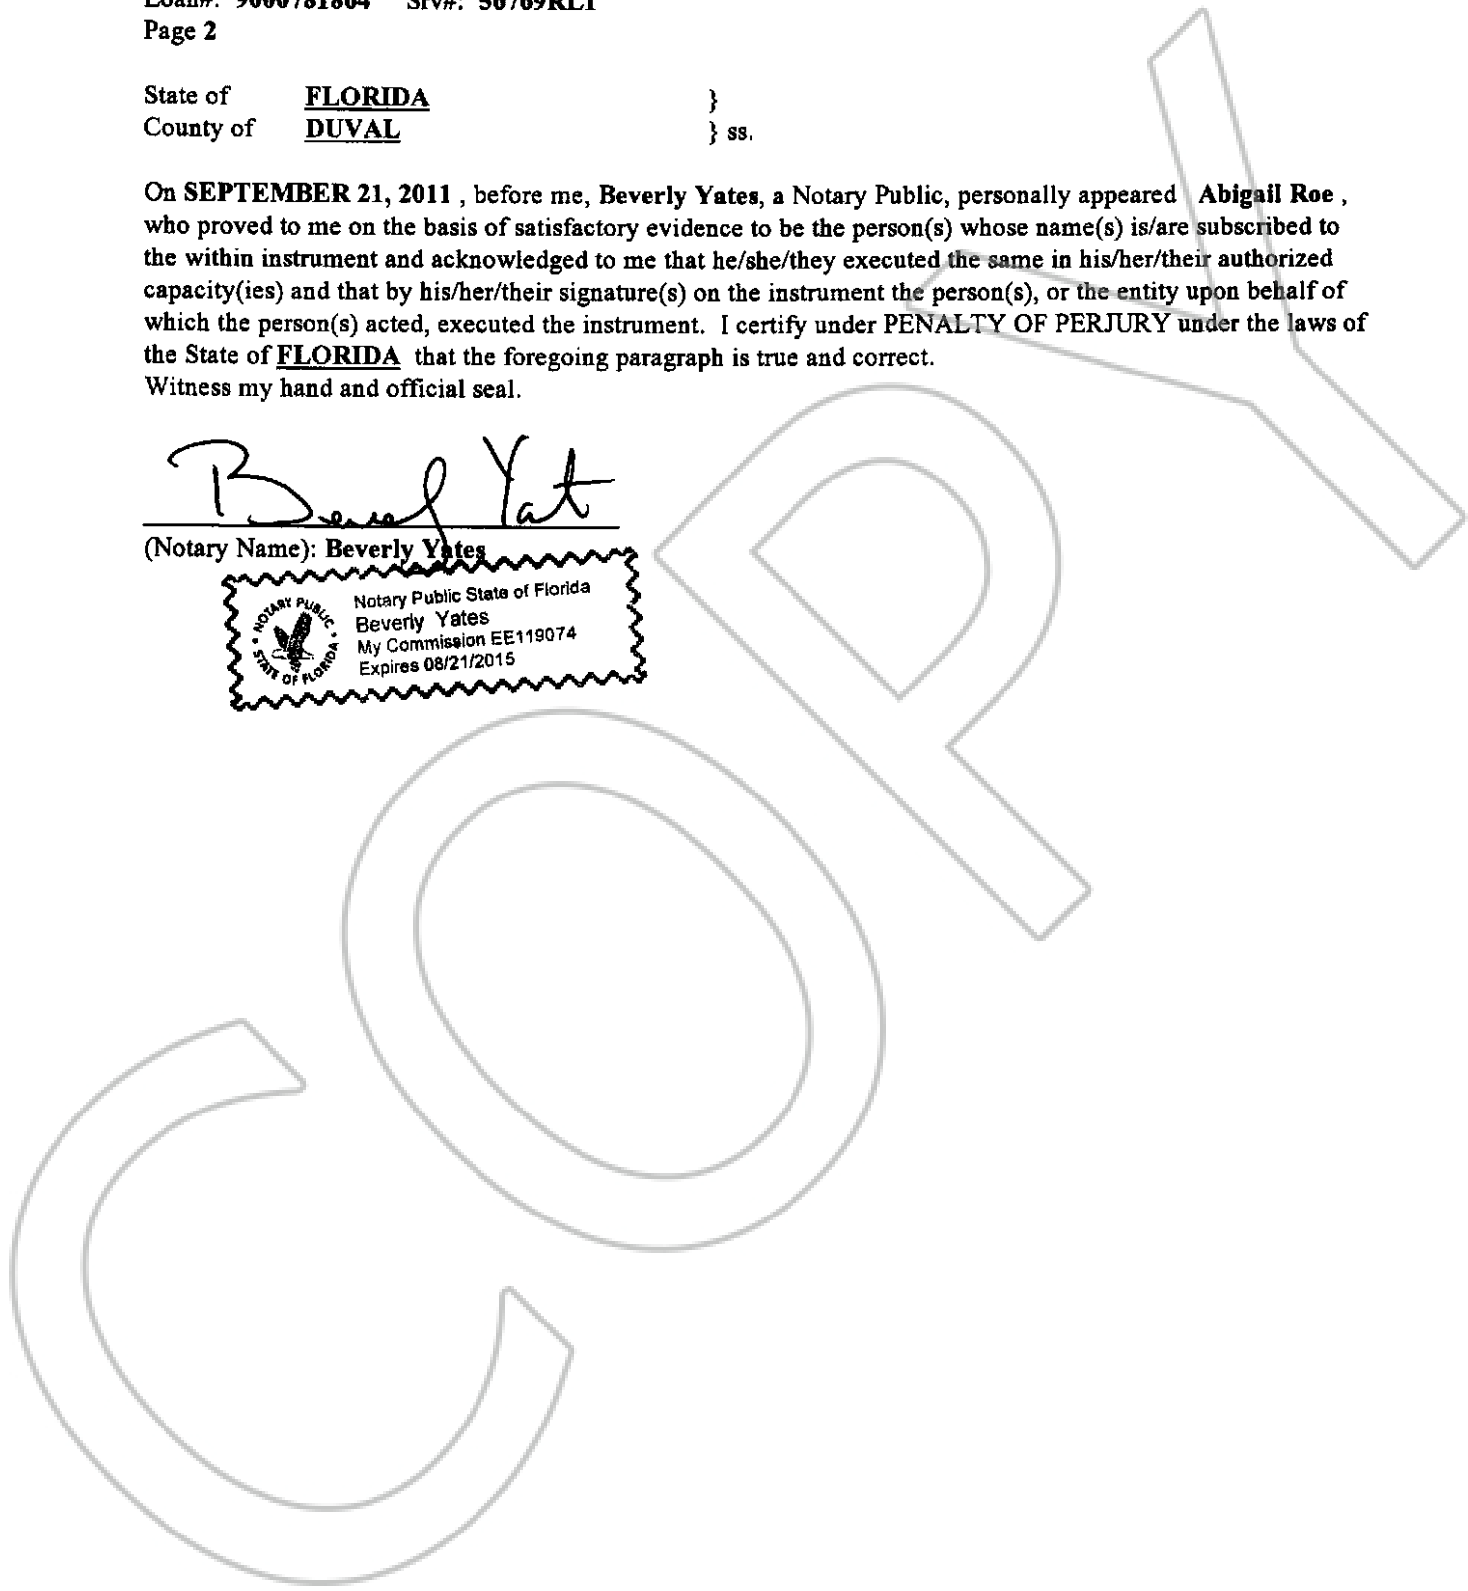 Loan#: 9000781804 Srv#: 50769RL1
Page 2
State of FLORIDA }
County of DUVAL } ss.
On SEPTEMBER 21, 2011 , before me, Beverly Yates, a Notary Public, personally appeared Abigail Roe ,
who proved to me on the basis of satisfactory evidence to be the person(s) whose name(s) is/are subscribed to
the within instrument and acknowledged to me that he/she/they executed the same in his/her/their authorized
capacity(ies) and that by his/her/their signature(s) on the instrument the person(s), or the entity upon behalf of
which the person(s) acted, executed the instrument. I certify under PENALTY OF PERJURY under the laws of
the State of FLORIDA that the foregoing paragraph is true and correct.
Witness my hand and official seal.
(Notary Name): Beverly Yates
NOTARY PUBLIC
STATE OF FLORIDA
Notary Public State of Florida
Beverly Yates
My Commission EE119074
Expires 08/21/2015
COPY